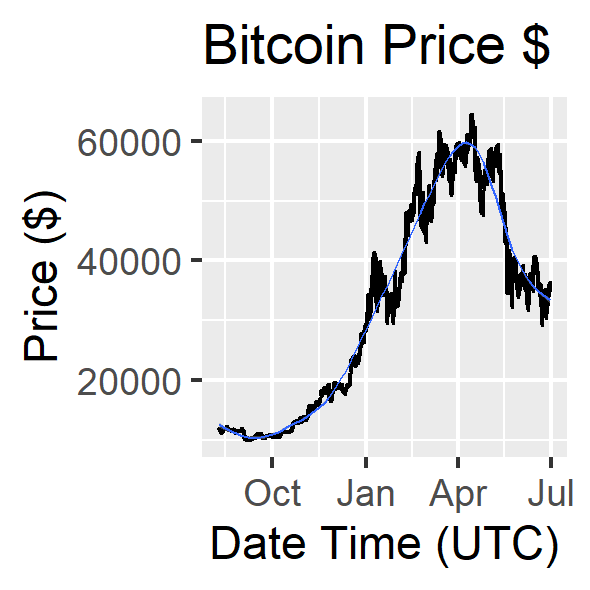 Bitcoin Price $
Price ($)
60000
40000
20000
Oct Jan Apr Jul
Date Time (UTC)